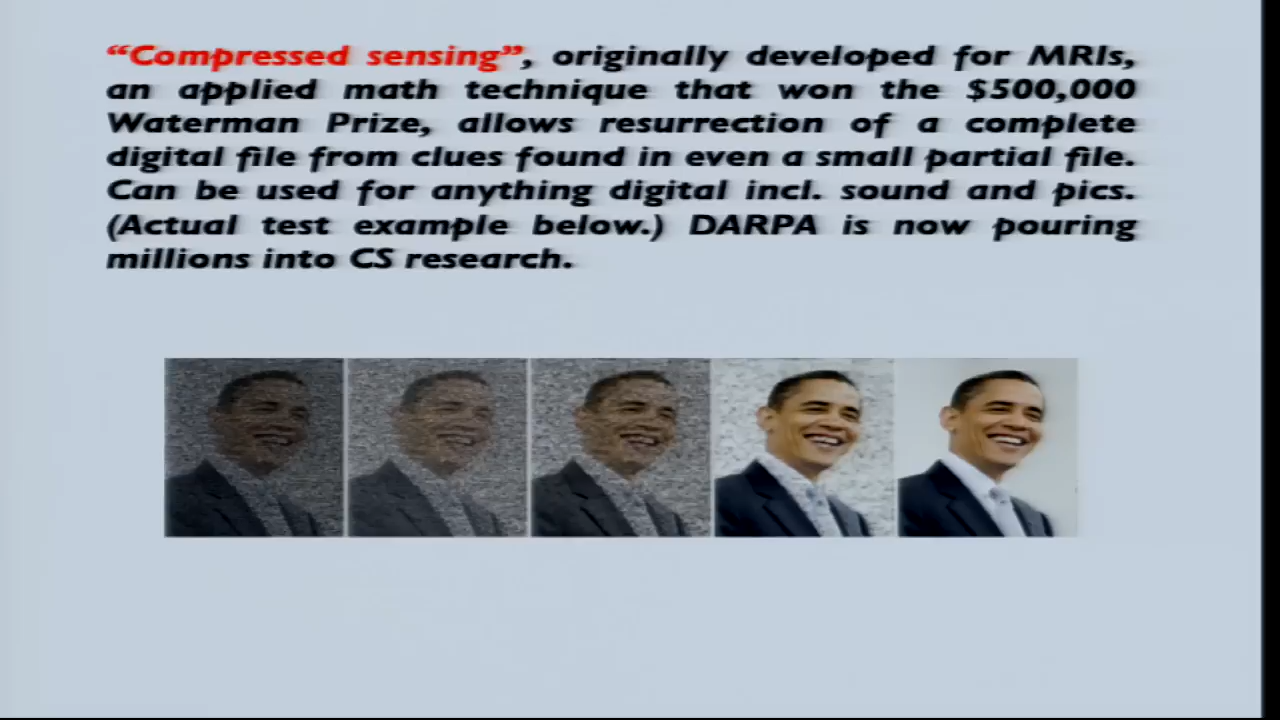 “Compressed sensing”, originally developed for MRIs,
an applied math technique that won the $500,000
Waterman Prize, allows resurrection of a complete
digital file from clues found in even a small partial file.
Can be used for anything digital incl. sound and pics.
(Actual test example below.) DARPA is now pouring
millions into CS research.